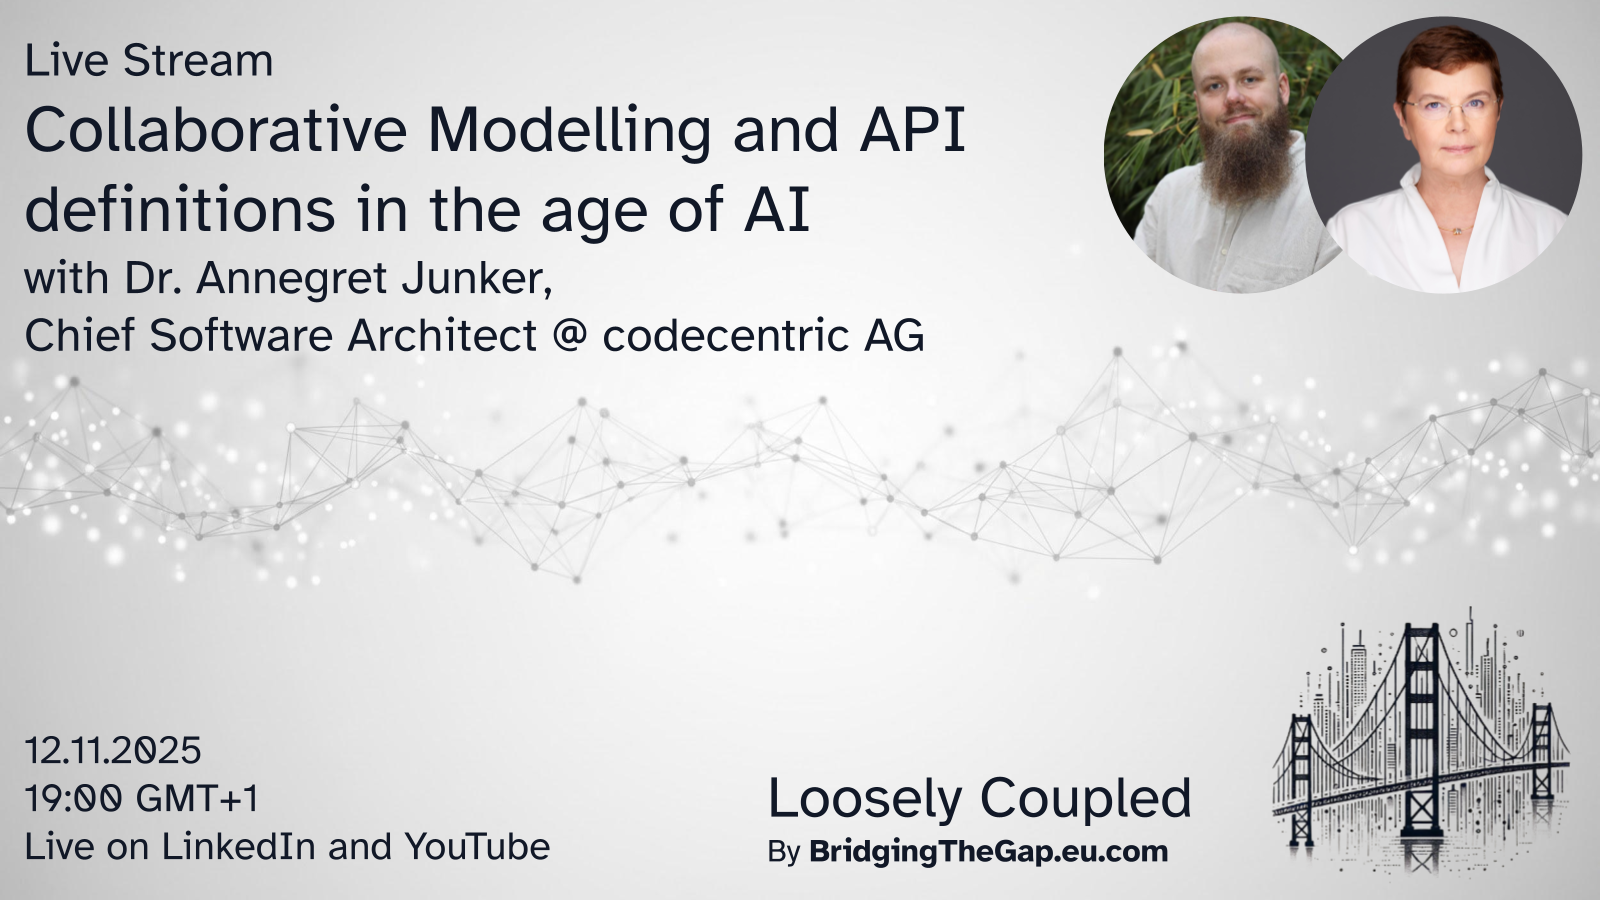 Live Stream
Collaborative Modelling and API
definitions in the age of AI
with Dr. Annegret Junker,
Chief Software Architect @ codecentric AG
12.11.2025
19:00 GMT+1
Live on LinkedIn and YouTube
Loosely Coupled
By BridgingTheGap.eu.com